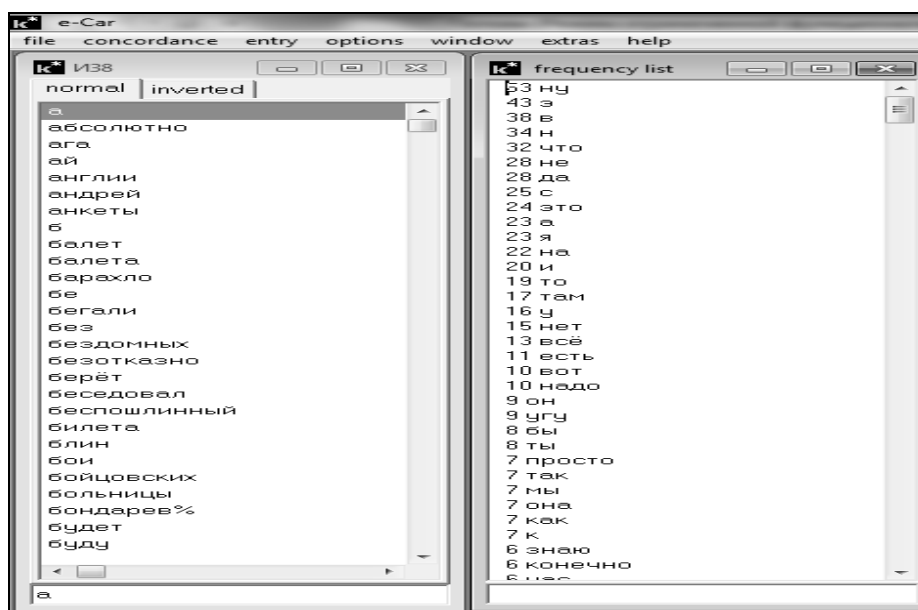 k* e-Car
file concordance entry options window extras help
k* И38
normal inverted
а
абсолютно
ага
ай
англии
андрей
анкеты
б
балет
балета
барахло
бе
бегали
без
бездомных
безотказно
берёт
беседовал
беспошлинный
билета
блин
бои
бойцовских
больницы
бондарев%
будет
буду
а
k* frequency list
53 ну
43 э
38 в
34 н
32 что
28 не
28 да
25 с
24 это
23 а
23 я
22 на
20 и
19 то
17 там
16 у
15 нет
13 всё
11 есть
10 вот
10 надо
9 он
9 угу
8 бы
8 ты
7 просто
7 так
7 мы
7 она
7 как
7 к
6 знаю
6 конечно